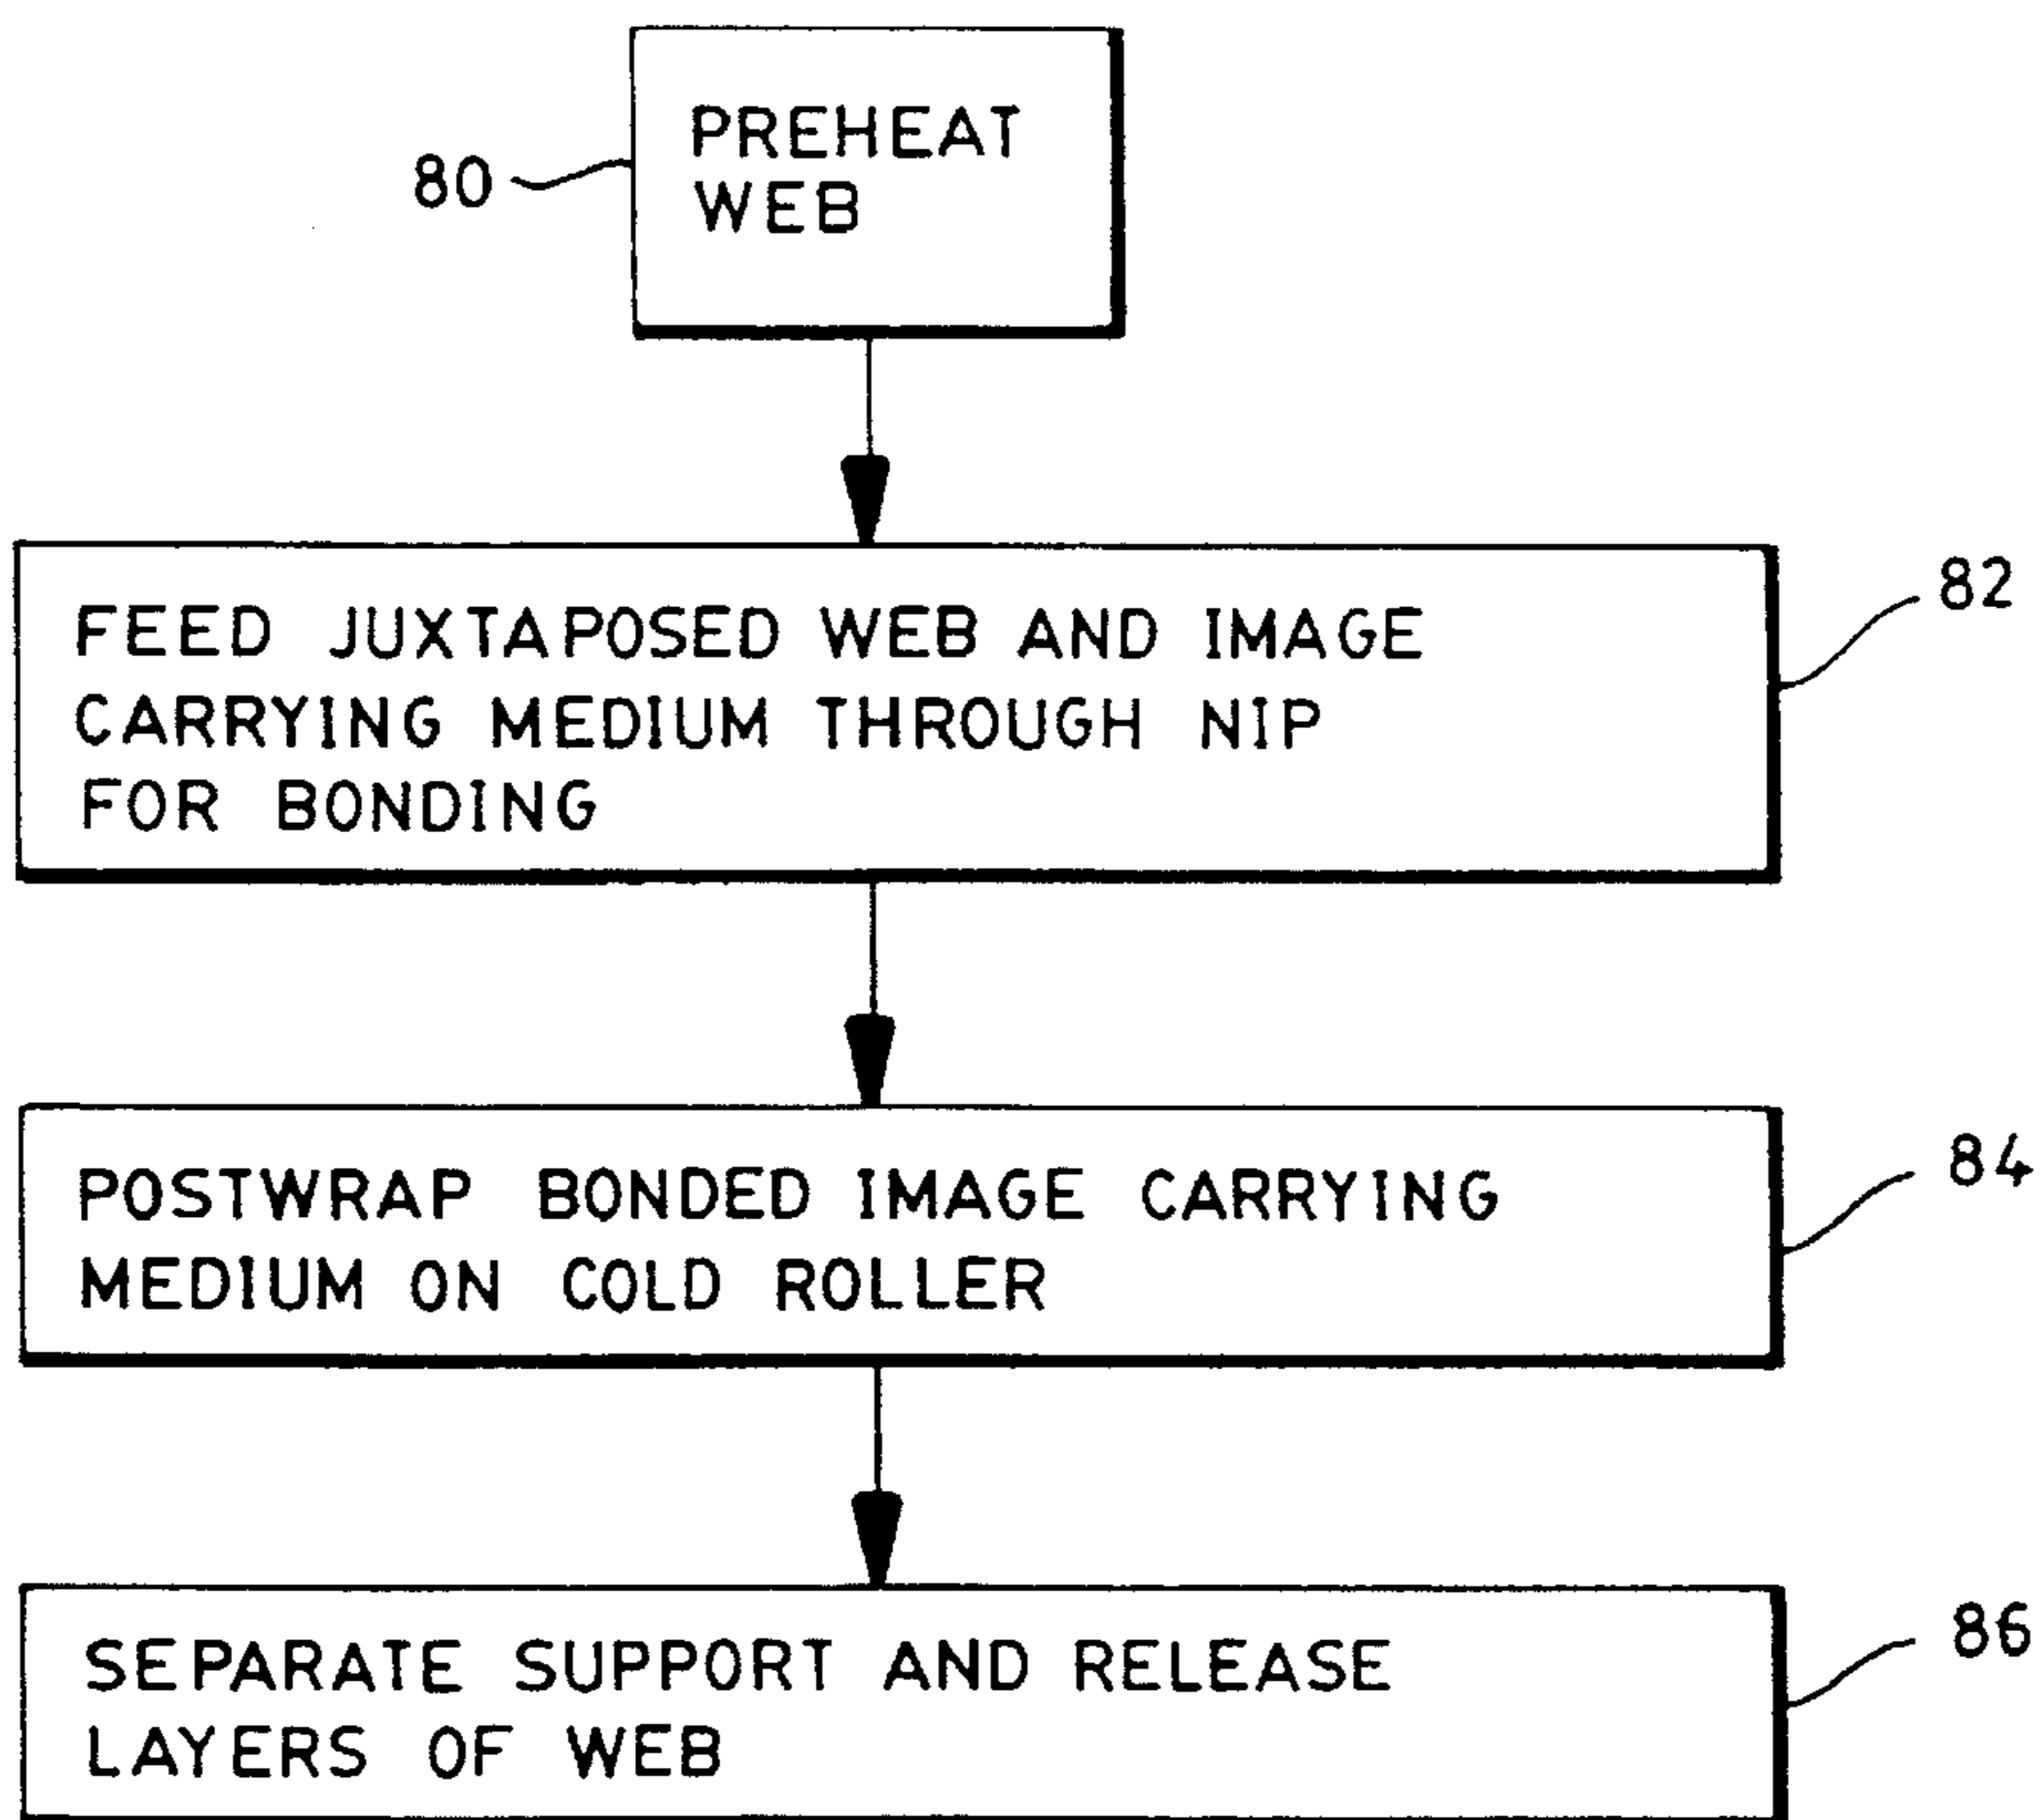 PREHEAT
WEB
80
FEED JUXTAPOSED WEB AND IMAGE
CARRYING MEDIUM THROUGH NIP
FOR BONDING
82
POSTWRAP BONDED IMAGE CARRYING
MEDIUM ON COLD ROLLER
84
SEPARATE SUPPORT AND RELEASE
LAYERS OF WEB
86